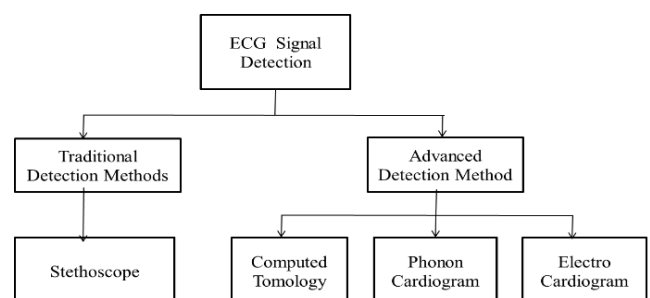 ECG Signal
Detection
Traditional
Detection Methods
Advanced
Detection Method
Stethoscope
Computed
Tomology
Phonon
Cardiogram
Electro
Cardiogram